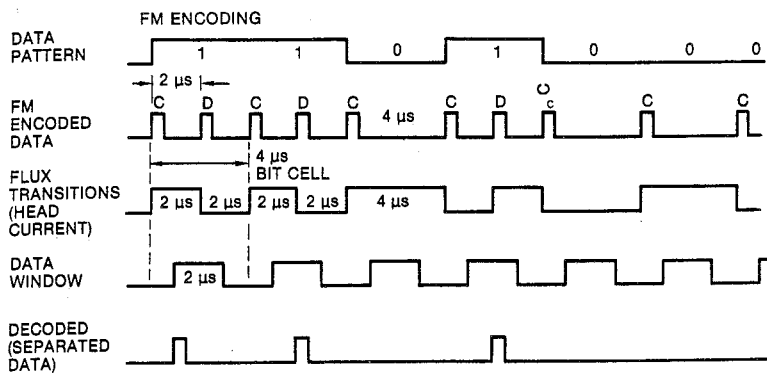 FM ENCODING
DATA
PATTERN
1 1 0 1 0 0 0
2 µs
FM
ENCODED
DATA
C D C D C 4 µs C D C c C C
4 µs
BIT CELL
FLUX
TRANSITIONS
(HEAD
CURRENT)
2 µs 2 µs 2 µs 2 µs 4 µs
DATA
WINDOW
2 µs
DECODED
(SEPARATED
DATA)